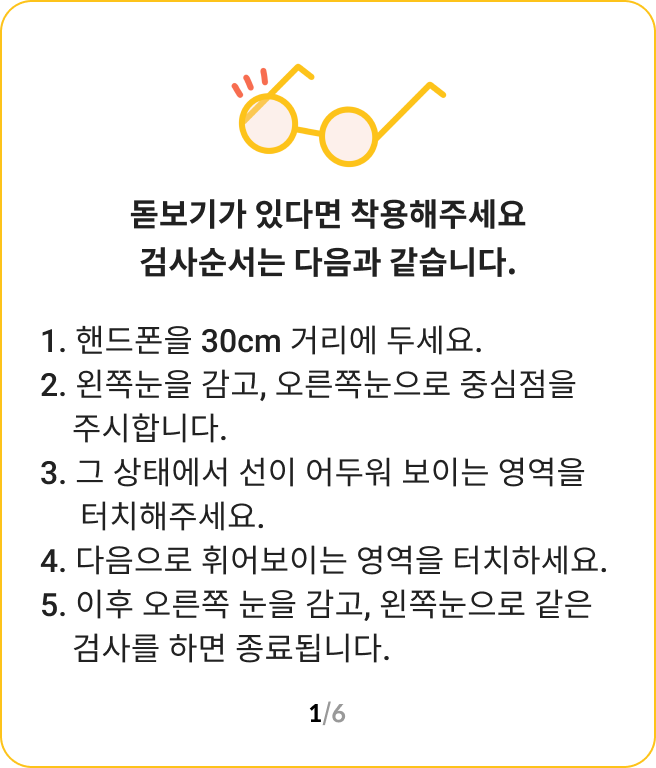 돋보기가 있다면 착용해주세요
검사순서는 다음과 같습니다.
1. 핸드폰을 30cm 거리에 두세요.
2. 왼쪽눈을 감고, 오른쪽눈으로 중심점을
주시합니다.
3. 그 상태에서 선이 어두워 보이는 영역을
터치해주세요.
4. 다음으로 휘어보이는 영역을 터치하세요.
5. 이후 오른쪽 눈을 감고, 왼쪽눈으로 같은
검사를 하면 종료됩니다.
1/6